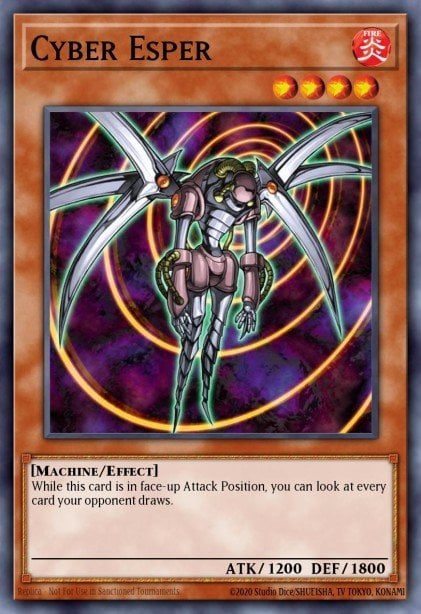 Cyber Esper
FIRE
炎
[Machine/Effect]
While this card is in face-up Attack Position, you can look at every
card your opponent draws.
ATK/1200 DEF/1800
Replica - Not For Use in Sanctioned Tournaments
©2020 Studio Dice/SHUEISHA, TV TOKYO, KONAMI